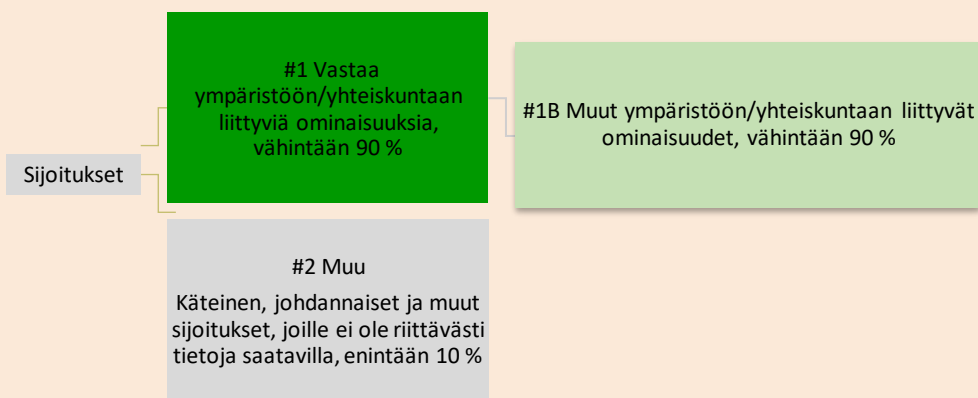 Sijoitukset
#1 Vastaa
ympäristöön/yhteiskuntaan
liittyviä ominaisuuksia,
vähintään 90 %
#1B Muut ympäristöön/yhteiskuntaan liittyvät
ominaisuudet, vähintään 90 %
#2 Muu
Käteinen, johdannaiset ja muut
sijoitukset, joille ei ole riittävästi
tietoja saatavilla, enintään 10 %